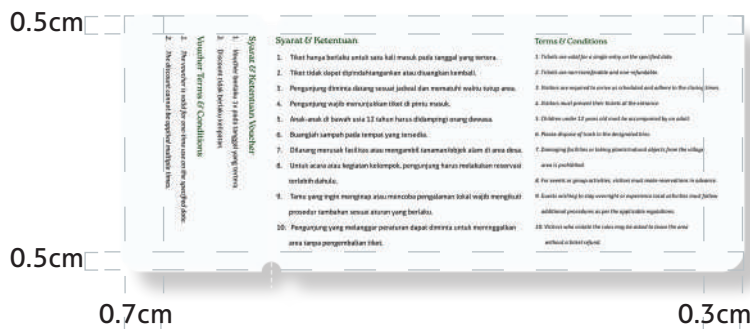 0.5cm
0.5cm
0.7cm
0.3cm
Syarat & Ketentuan Voucher
1. Voucher berlaku 1x pada tanggal yang tertera.
2. Discount tidak berlaku kelipatan
Voucher Terms & Conditions
1. The voucher is valid for one-time use on the specified date.
2. The discount cannot be applied multiple times.
Syarat & Ketentuan
1. Tiket hanya berlaku untuk satu kali masuk pada tanggal yang tertera.
2. Tiket tidak dapat dipindahtangankan atau diuangkan kembali.
3. Pengunjung diminta datang sesuai jadwal dan mematuhi waktu tutup area.
4. Pengunjung wajib menunjukkan tiket di pintu masuk.
5. Anak-anak di bawah usia 12 tahun harus didampingi orang dewasa.
6. Buanglah sampah pada tempat yang tersedia.
7. Dilarang merusak fasilitas atau mengambil tanaman/objek alam di area desa.
8. Untuk acara atau kegiatan kelompok, pengunjung harus melakukan reservasi
terlebih dahulu.
9. Tamu yang ingin menginap atau mencoba pengalaman lokal wajib mengikuti
prosedur tambahan sesuai aturan yang berlaku.
10. Pengunjung yang melanggar peraturan dapat diminta untuk meninggalkan
area tanpa pengembalian tiket.
Terms & Conditions
1. Tickets are valid for a single entry on the specified date.
2. Tickets are non-transferable and non-refundable.
3. Visitors are required to arrive as scheduled and adhere to the closing times.
4. Visitors must present their tickets at the entrance.
5. Children under 12 years old must be accompanied by an adult.
6. Please dispose of trash in the designated bins.
7. Damaging facilities or taking plants/natural objects from the village
area is prohibited.
8. For events or group activities, visitors must make reservations in advance.
9. Guests wishing to stay overnight or experience local activities must follow
additional procedures as per the applicable regulations.
10. Visitors who violate the rules may be asked to leave the area
without a ticket refund.